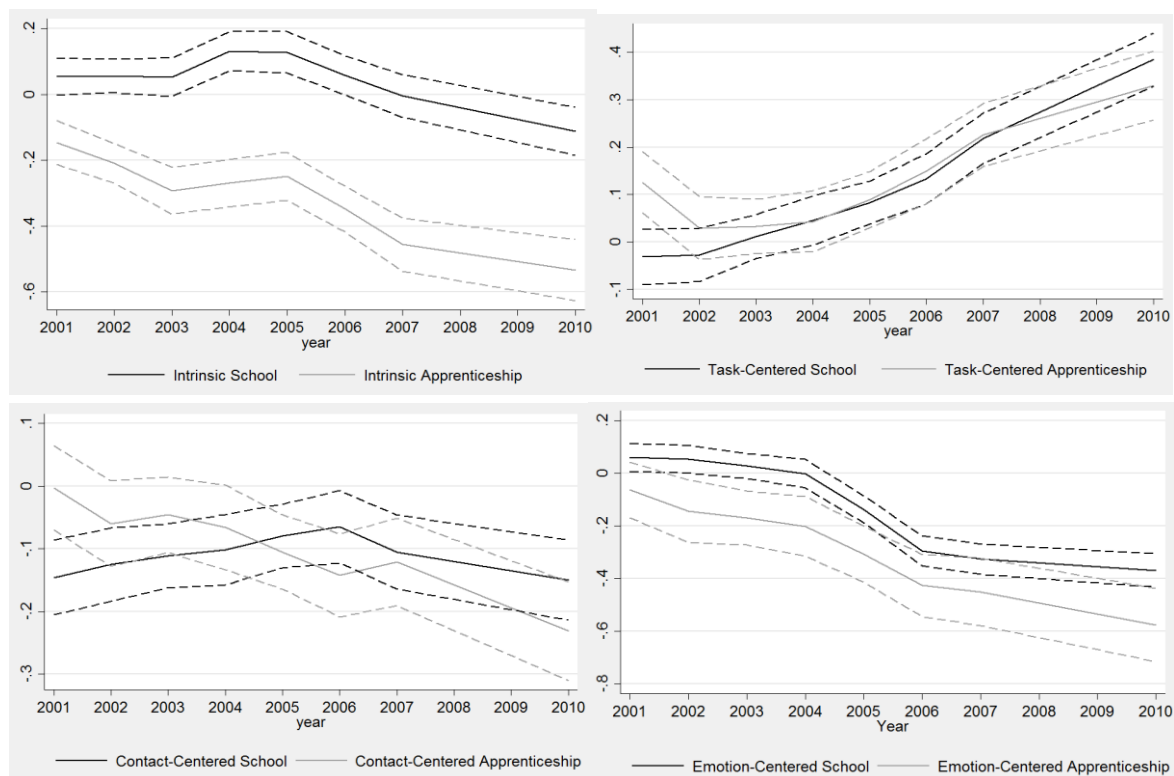 .2
0
-.2
-.4
-.6
2001 2002 2003 2004 2005 2006 2007 2008 2009 2010
year
Intrinsic School Intrinsic Apprenticeship
.4
.3
.2
.1
0
-.1
2001 2002 2003 2004 2005 2006 2007 2008 2009 2010
year
Task-Centered School Task-Centered Apprenticeship
.1
0
-.1
-.2
-.3
2001 2002 2003 2004 2005 2006 2007 2008 2009 2010
year
Contact-Centered School Contact-Centered Apprenticeship
.2
0
-.2
-.4
-.6
-.8
2001 2002 2003 2004 2005 2006 2007 2008 2009 2010
Year
Emotion-Centered School Emotion-Centered Apprenticeship